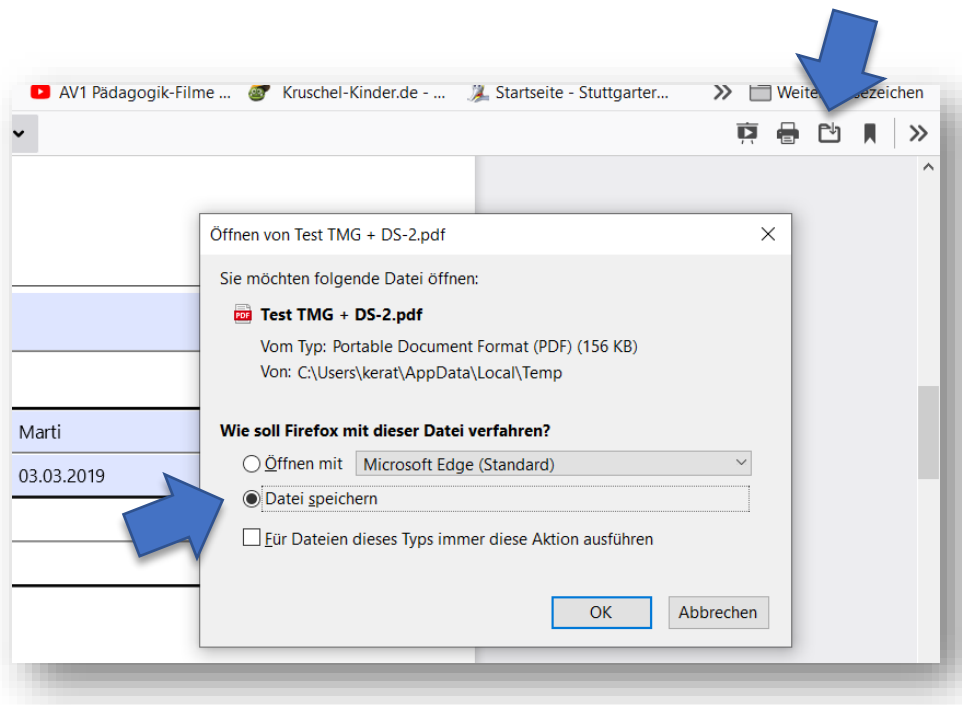 AV1 Pädagogik-Filme ... Kruschel-Kinder.de - ... Startseite - Stuttgarter... Weite zeichen
Öffnen von Test TMG + DS-2.pdf
Sie möchten folgende Datei öffnen:
PDF Test TMG + DS-2.pdf
Vom Typ: Portable Document Format (PDF) (156 KB)
Von: C:\Users\kerat\AppData\Local\Temp
Marti
Wie soll Firefox mit dieser Datei verfahren?
Öffnen mit Microsoft Edge (Standard)
03.03.2019
Datei speichern
Für Dateien dieses Typs immer diese Aktion ausführen
OK Abbrechen